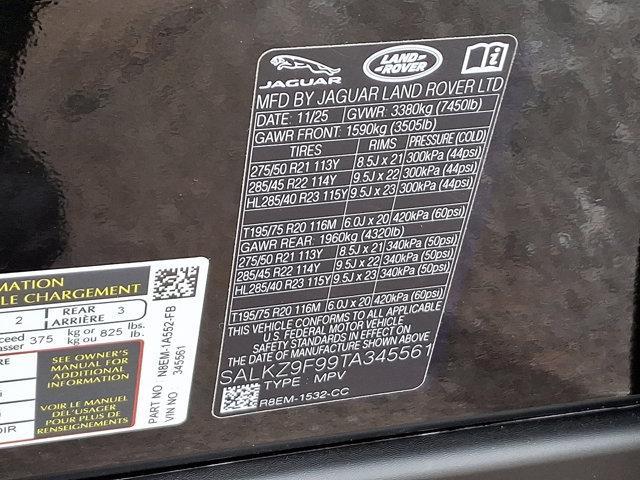 JAGUAR
LAND ROVER
MFD BY JAGUAR LAND ROVER LTD
DATE: 11/25 GVWR: 3380kg (7450lb)
GAWR FRONT: 1590kg (3505lb)
TIRES RIMS PRESSURE (COLD)
275/50 R21 113Y 8.5J x 21 300kPa (44psi)
285/45 R22 114Y 9.5J x 22 300kPa (44psi)
HL285/40 R23 115Y 9.5J x 23 300kPa (44psi)
T195/75 R20 116M 6.0J x 20 420kPa (60psi)
GAWR REAR: 1960kg (4320lb)
275/50 R21 113Y 8.5J x 21 340kPa (50psi)
285/45 R22 114Y 9.5J x 22 340kPa (50psi)
HL285/40 R23 115Y 9.5J x 23 340kPa (50psi)
T195/75 R20 116M 6.0J x 20 420kPa (60psi)
THIS VEHICLE CONFORMS TO ALL APPLICABLE
U.S. FEDERAL MOTOR VEHICLE
SAFETY STANDARDS IN EFFECT ON
THE DATE OF MANUFACTURE SHOWN ABOVE
SALKZ9F99TA345561
TYPE: MPV
R8EM-1532-CC
MATION
LE CHARGEMENT
2 REAR 3
ARRIÈRE
ceed 375 kg or 825 lbs.
kg ou lb.
SEE OWNER'S
MANUAL FOR
ADDITIONAL
INFORMATION
VOIR LE MANUEL
DE L'USAGER
POUR PLUS DE
RENSEIGNEMENTS
PART NO N8EM-1A552-FB
VIN NO 345561